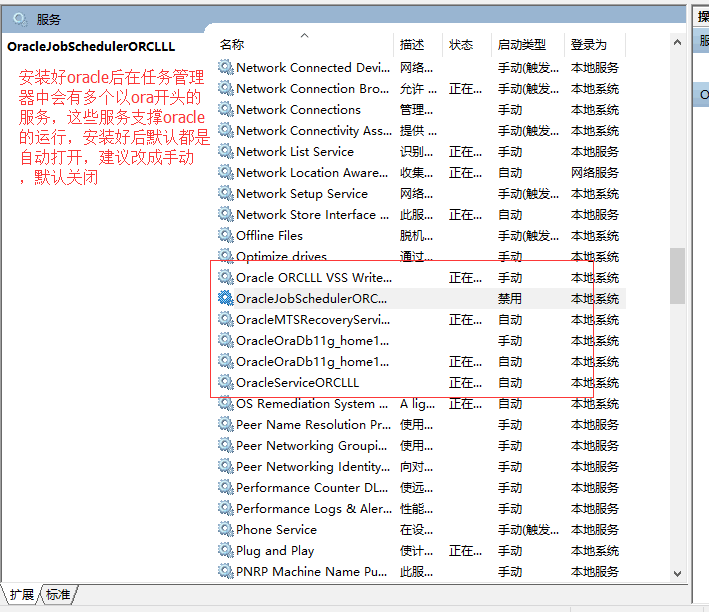 服务
操
OracleJobSchedulerORCLLL
安装好oracle后在任务管理
器中会有多个以ora开头的
服务，这些服务支撑oracle
的运行，安装好后默认都是
自动打开，建议改成手动
，默认关闭
名称 描述 状态 启动类型 登录为
Network Connected Devi... 网络... 手动(触发... 本地服务
Network Connection Bro... 允许 ... 正在... 手动(触发... 本地系统
Network Connections 管理... 手动 本地系统
Network Connectivity Ass... 提供 ... 手动(触发... 本地系统
Network List Service 识别... 正在... 手动 本地服务
Network Location Aware... 收集... 正在... 自动 网络服务
Network Setup Service 网络... 手动(触发... 本地系统
Network Store Interface ... 此服... 正在... 自动 本地服务
Offline Files 脱机... 手动(触发... 本地系统
Optimize drives 通过... 手动 本地系统
Oracle ORCLLL VSS Write... 正在... 手动 本地系统
OracleJobSchedulerORC... 禁用 本地系统
OracleMTSRecoveryServi... 正在... 自动 本地系统
OracleOraDb11g_home1... 手动 本地系统
OracleOraDb11g_home1... 正在... 自动 本地系统
OracleServiceORCLLL 正在... 自动 本地系统
OS Remediation System ... A lig... 正在... 自动 本地系统
Peer Name Resolution Pr... 使用... 手动 本地服务
Peer Networking Groupi... 使用... 手动 本地服务
Peer Networking Identity... 向对... 手动 本地服务
Performance Counter DL... 使远... 手动 本地服务
Performance Logs & Aler... 性能... 手动 本地服务
Phone Service 在设... 手动(触发... 本地服务
Plug and Play 使计... 正在... 手动 本地系统
PNRP Machine Name Pu... 此服... 手动 本地服务
扩展 标准